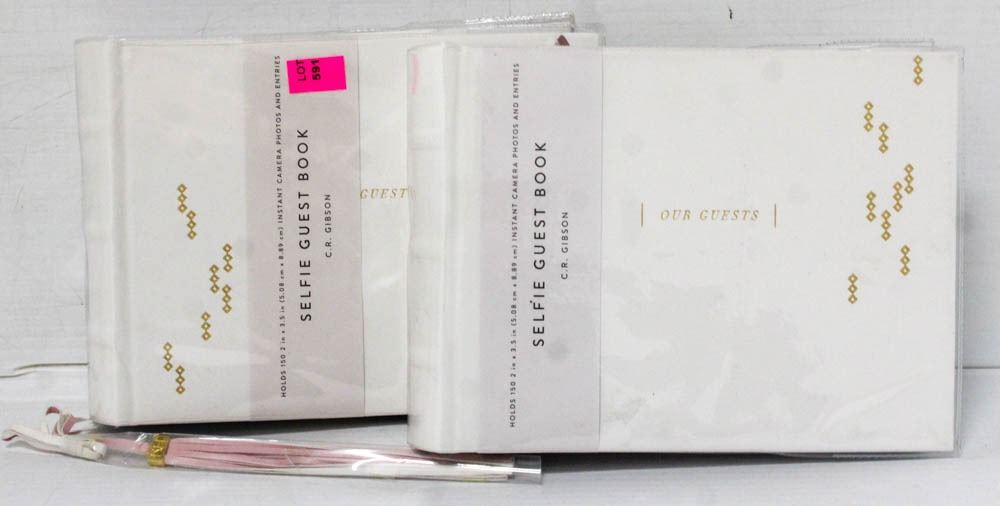 LOT
591
HOLDS 150 2 in x 3.5 in (5.08 cm x 8.89 cm) INSTANT CAMERA PHOTOS AND ENTRIES
SELFIE GUEST BOOK
C.R. GIBSON
GUEST
HOLDS 150 2 in x 3.5 in (5.08 cm x 8.89 cm) INSTANT CAMERA PHOTOS AND ENTRIES
SELFIE GUEST BOOK
C.R. GIBSON
OUR GUESTS